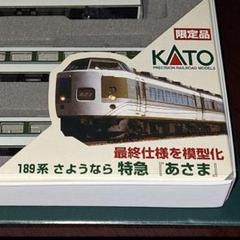 限定品
KATO
PRECISION RAILROAD MODELS
最終仕様を模型化
189系 さようなら 特急『あさま』